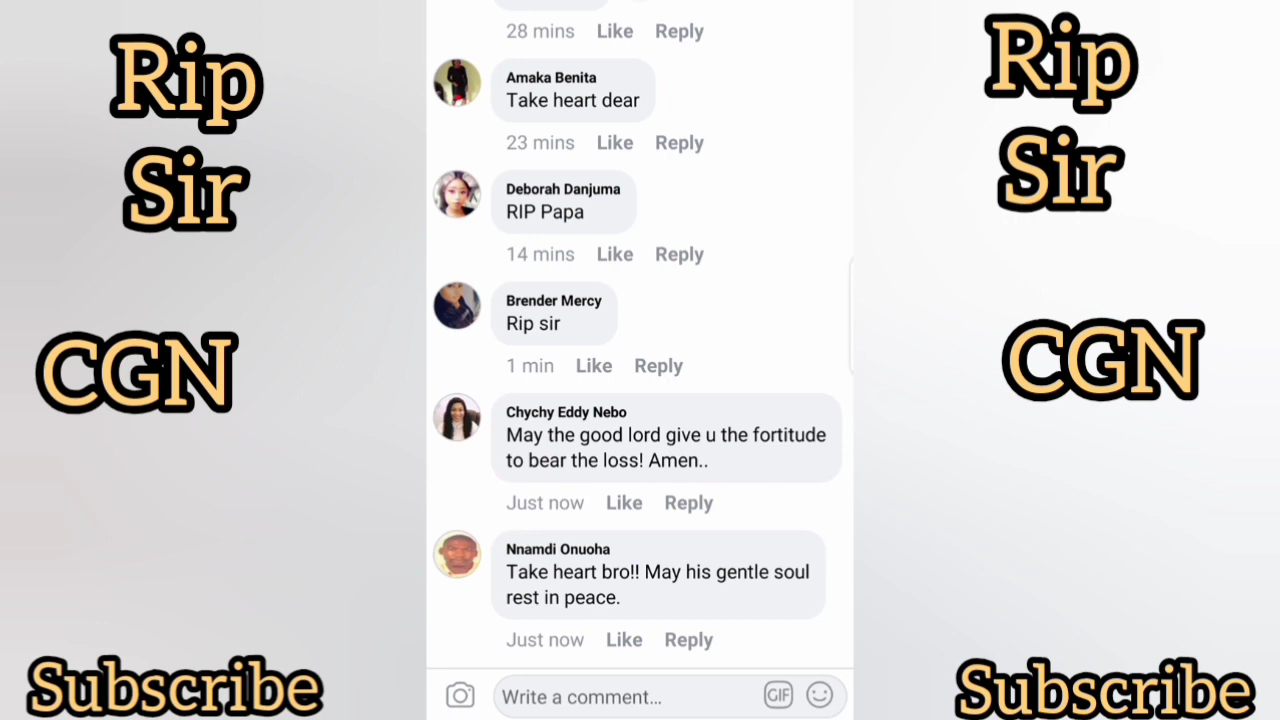 Rip
Sir
CGN
Subscribe
28 mins Like Reply
Amaka Benita
Take heart dear
23 mins Like Reply
Deborah Danjuma
RIP Papa
14 mins Like Reply
Brender Mercy
Rip sir
1 min Like Reply
Chychy Eddy Nebo
May the good lord give u the fortitude
to bear the loss! Amen..
Just now Like Reply
Nnamdi Onuoha
Take heart bro!! May his gentle soul
rest in peace.
Just now Like Reply
Write a comment...
GIF
Rip
Sir
CGN
Subscribe